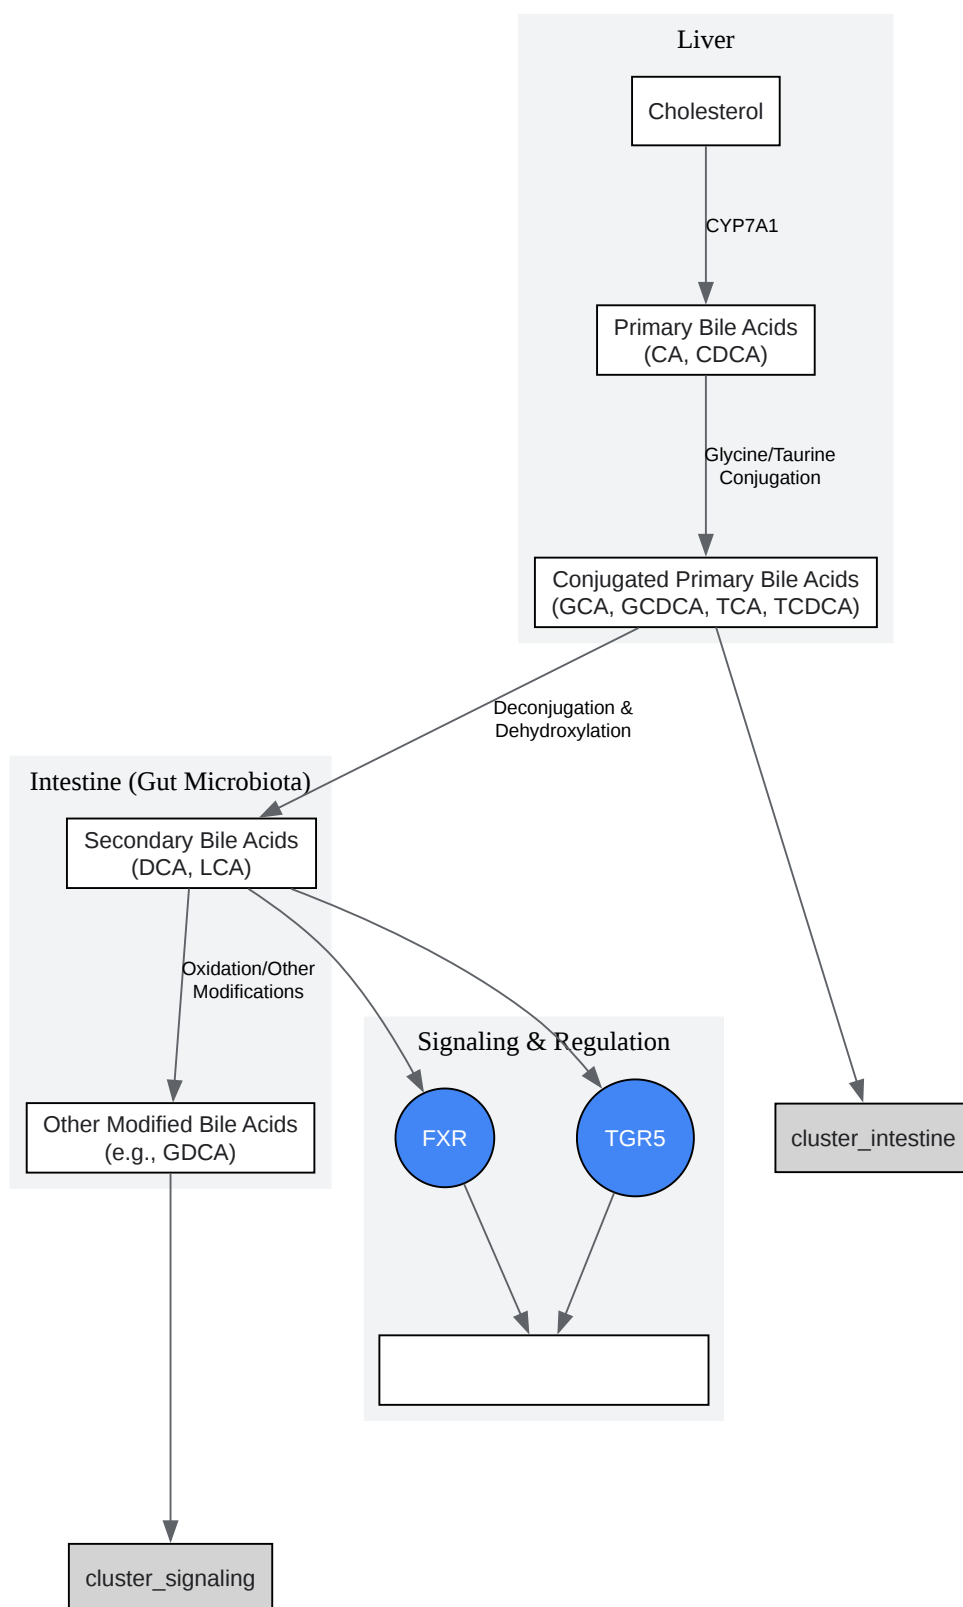 Liver
Cholesterol
CYP7A1
Primary Bile Acids
(CA, CDCA)
Glycine/Taurine
Conjugation
Conjugated Primary Bile Acids
(GCA, GCDCA, TCA, TCDCA)
Deconjugation &
Dehydroxylation
Intestine (Gut Microbiota)
Secondary Bile Acids
(DCA, LCA)
Oxidation/Other
Modifications
Signaling & Regulation
Other Modified Bile Acids
(e.g., GDCA)
FXR
TGR5
cluster_intestine
cluster_signaling